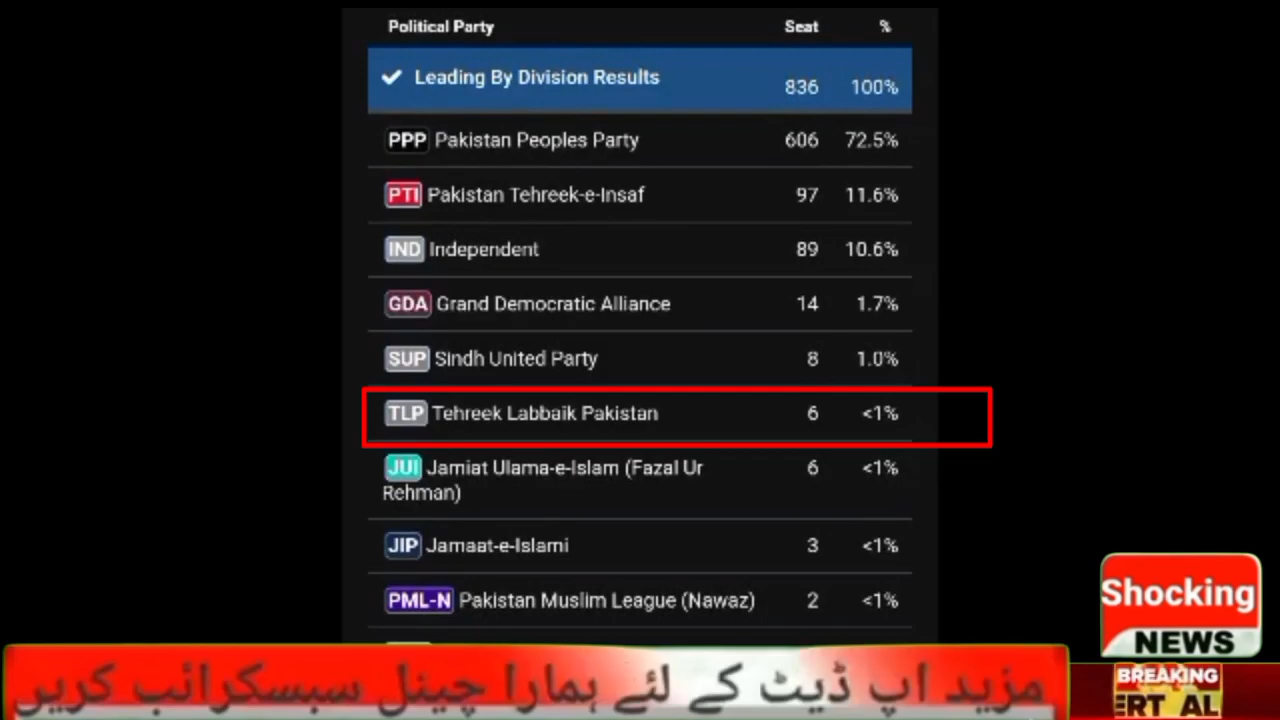 Political Party Seat %
✔ Leading By Division Results 836 100%
PPP Pakistan Peoples Party 606 72.5%
PTI Pakistan Tehreek-e-Insaf 97 11.6%
IND Independent 89 10.6%
GDA Grand Democratic Alliance 14 1.7%
SUP Sindh United Party 8 1.0%
TLP Tehreek Labbaik Pakistan 6 <1%
JUI Jamiat Ulama-e-Islam (Fazal Ur
Rehman) 6 <1%
JIP Jamaat-e-Islami 3 <1%
PML-N Pakistan Muslim League (Nawaz) 2 <1%
مزید اپ ڈیٹ کے لئے ہمارا چینل سبسکرائب کریں
Shocking
NEWS
BREAKING